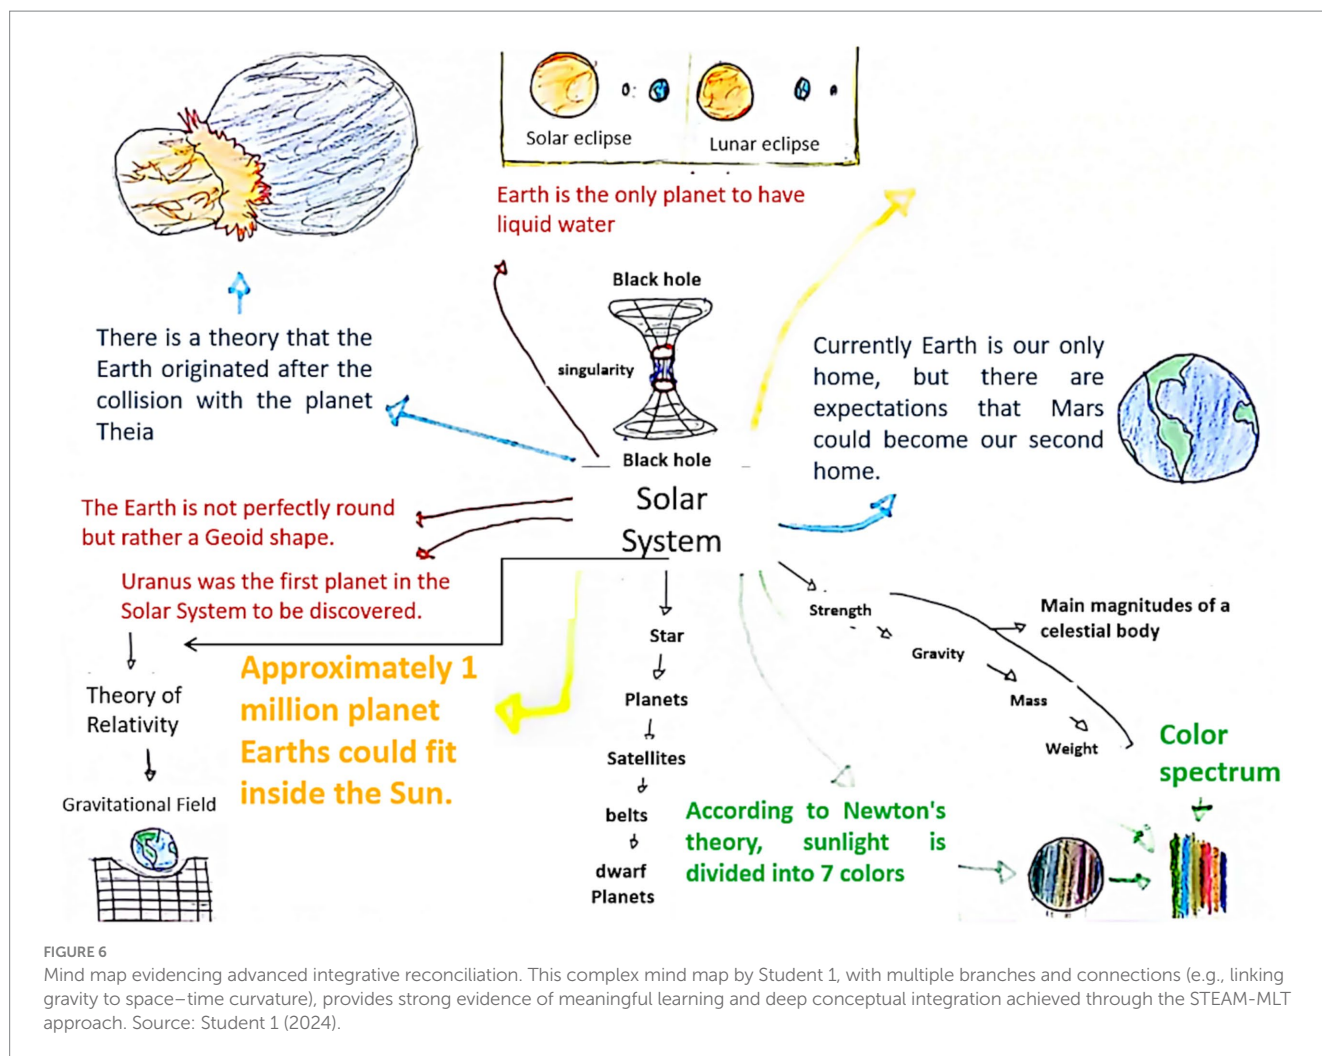 Solar eclipse
Lunar eclipse
Earth is the only planet to have
liquid water
Black hole
singularity
Black hole
There is a theory that the
Earth originated after the
collision with the planet
Theia
Currently Earth is our only
home, but there are
expectations that Mars
could become our second
home.
Solar
System
The Earth is not perfectly round
but rather a Geoid shape.
Uranus was the first planet in the
Solar System to be discovered.
Theory of
Relativity
Gravitational Field
Approximately 1
million planet
Earths could fit
inside the Sun.
Star
Planets
Satellites
belts
dwarf
Planets
Strength
Gravity
Mass
Weight
Main magnitudes of a
celestial body
According to Newton's
theory, sunlight is
divided into 7 colors
Color
spectrum
FIGURE 6
Mind map evidencing advanced integrative reconciliation. This complex mind map by Student 1, with multiple branches and connections (e.g., linking
gravity to space–time curvature), provides strong evidence of meaningful learning and deep conceptual integration achieved through the STEAM-MLT
approach. Source: Student 1 (2024).